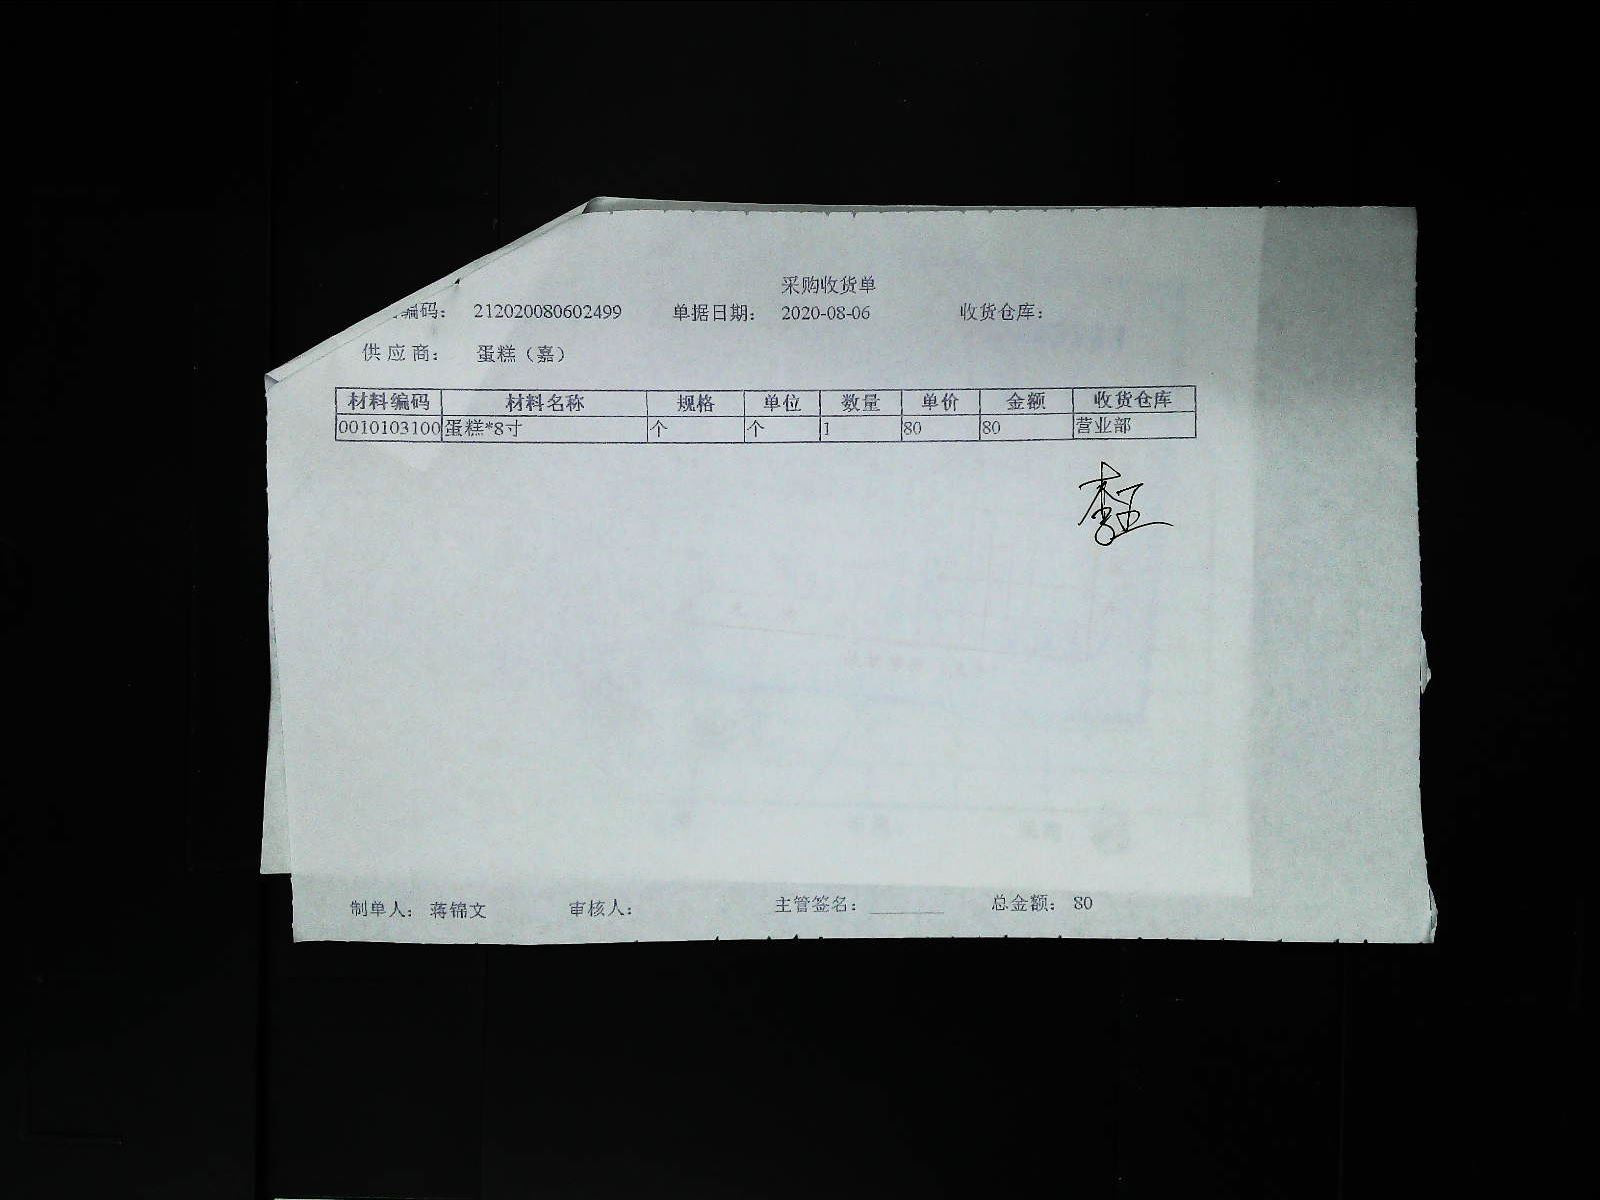 采购收货单
编码： 212020080602499 单据日期： 2020-08-06 收货仓库：
供应商： 蛋糕（嘉）
材料编码 材料名称 规格 单位 数量 单价 金额 收货仓库
0010103100 蛋糕*8寸 个 个 1 80 80 营业部
制单人： 蒋锦文 审核人： 主管签名： ________ 总金额： 80